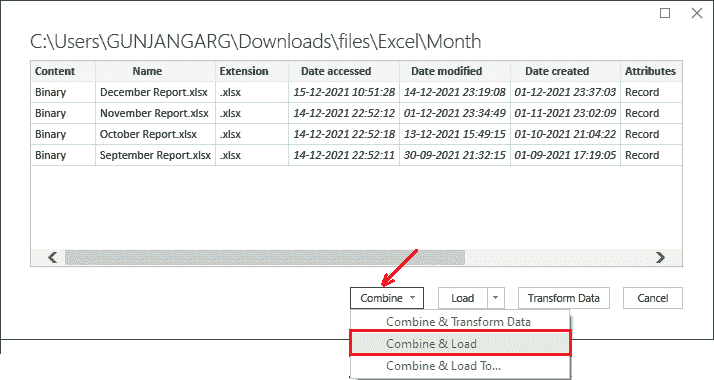 C:\Users\GUNJANGARG\Downloads\files\Excel\Month
Content Name Extension Date accessed Date modified Date created Attributes
Binary December Report.xlsx .xlsx 15-12-2021 10:51:28 14-12-2021 23:19:08 01-12-2021 23:37:03 Record
Binary November Report.xlsx .xlsx 14-12-2021 22:52:12 01-12-2021 23:34:49 01-11-2021 23:02:09 Record
Binary October Report.xlsx .xlsx 14-12-2021 22:52:18 13-12-2021 15:49:15 01-10-2021 21:04:22 Record
Binary September Report.xlsx .xlsx 14-12-2021 22:52:11 30-09-2021 21:32:15 01-09-2021 17:19:05 Record
Combine Load Transform Data Cancel
Combine & Transform Data
Combine & Load
Combine & Load To...